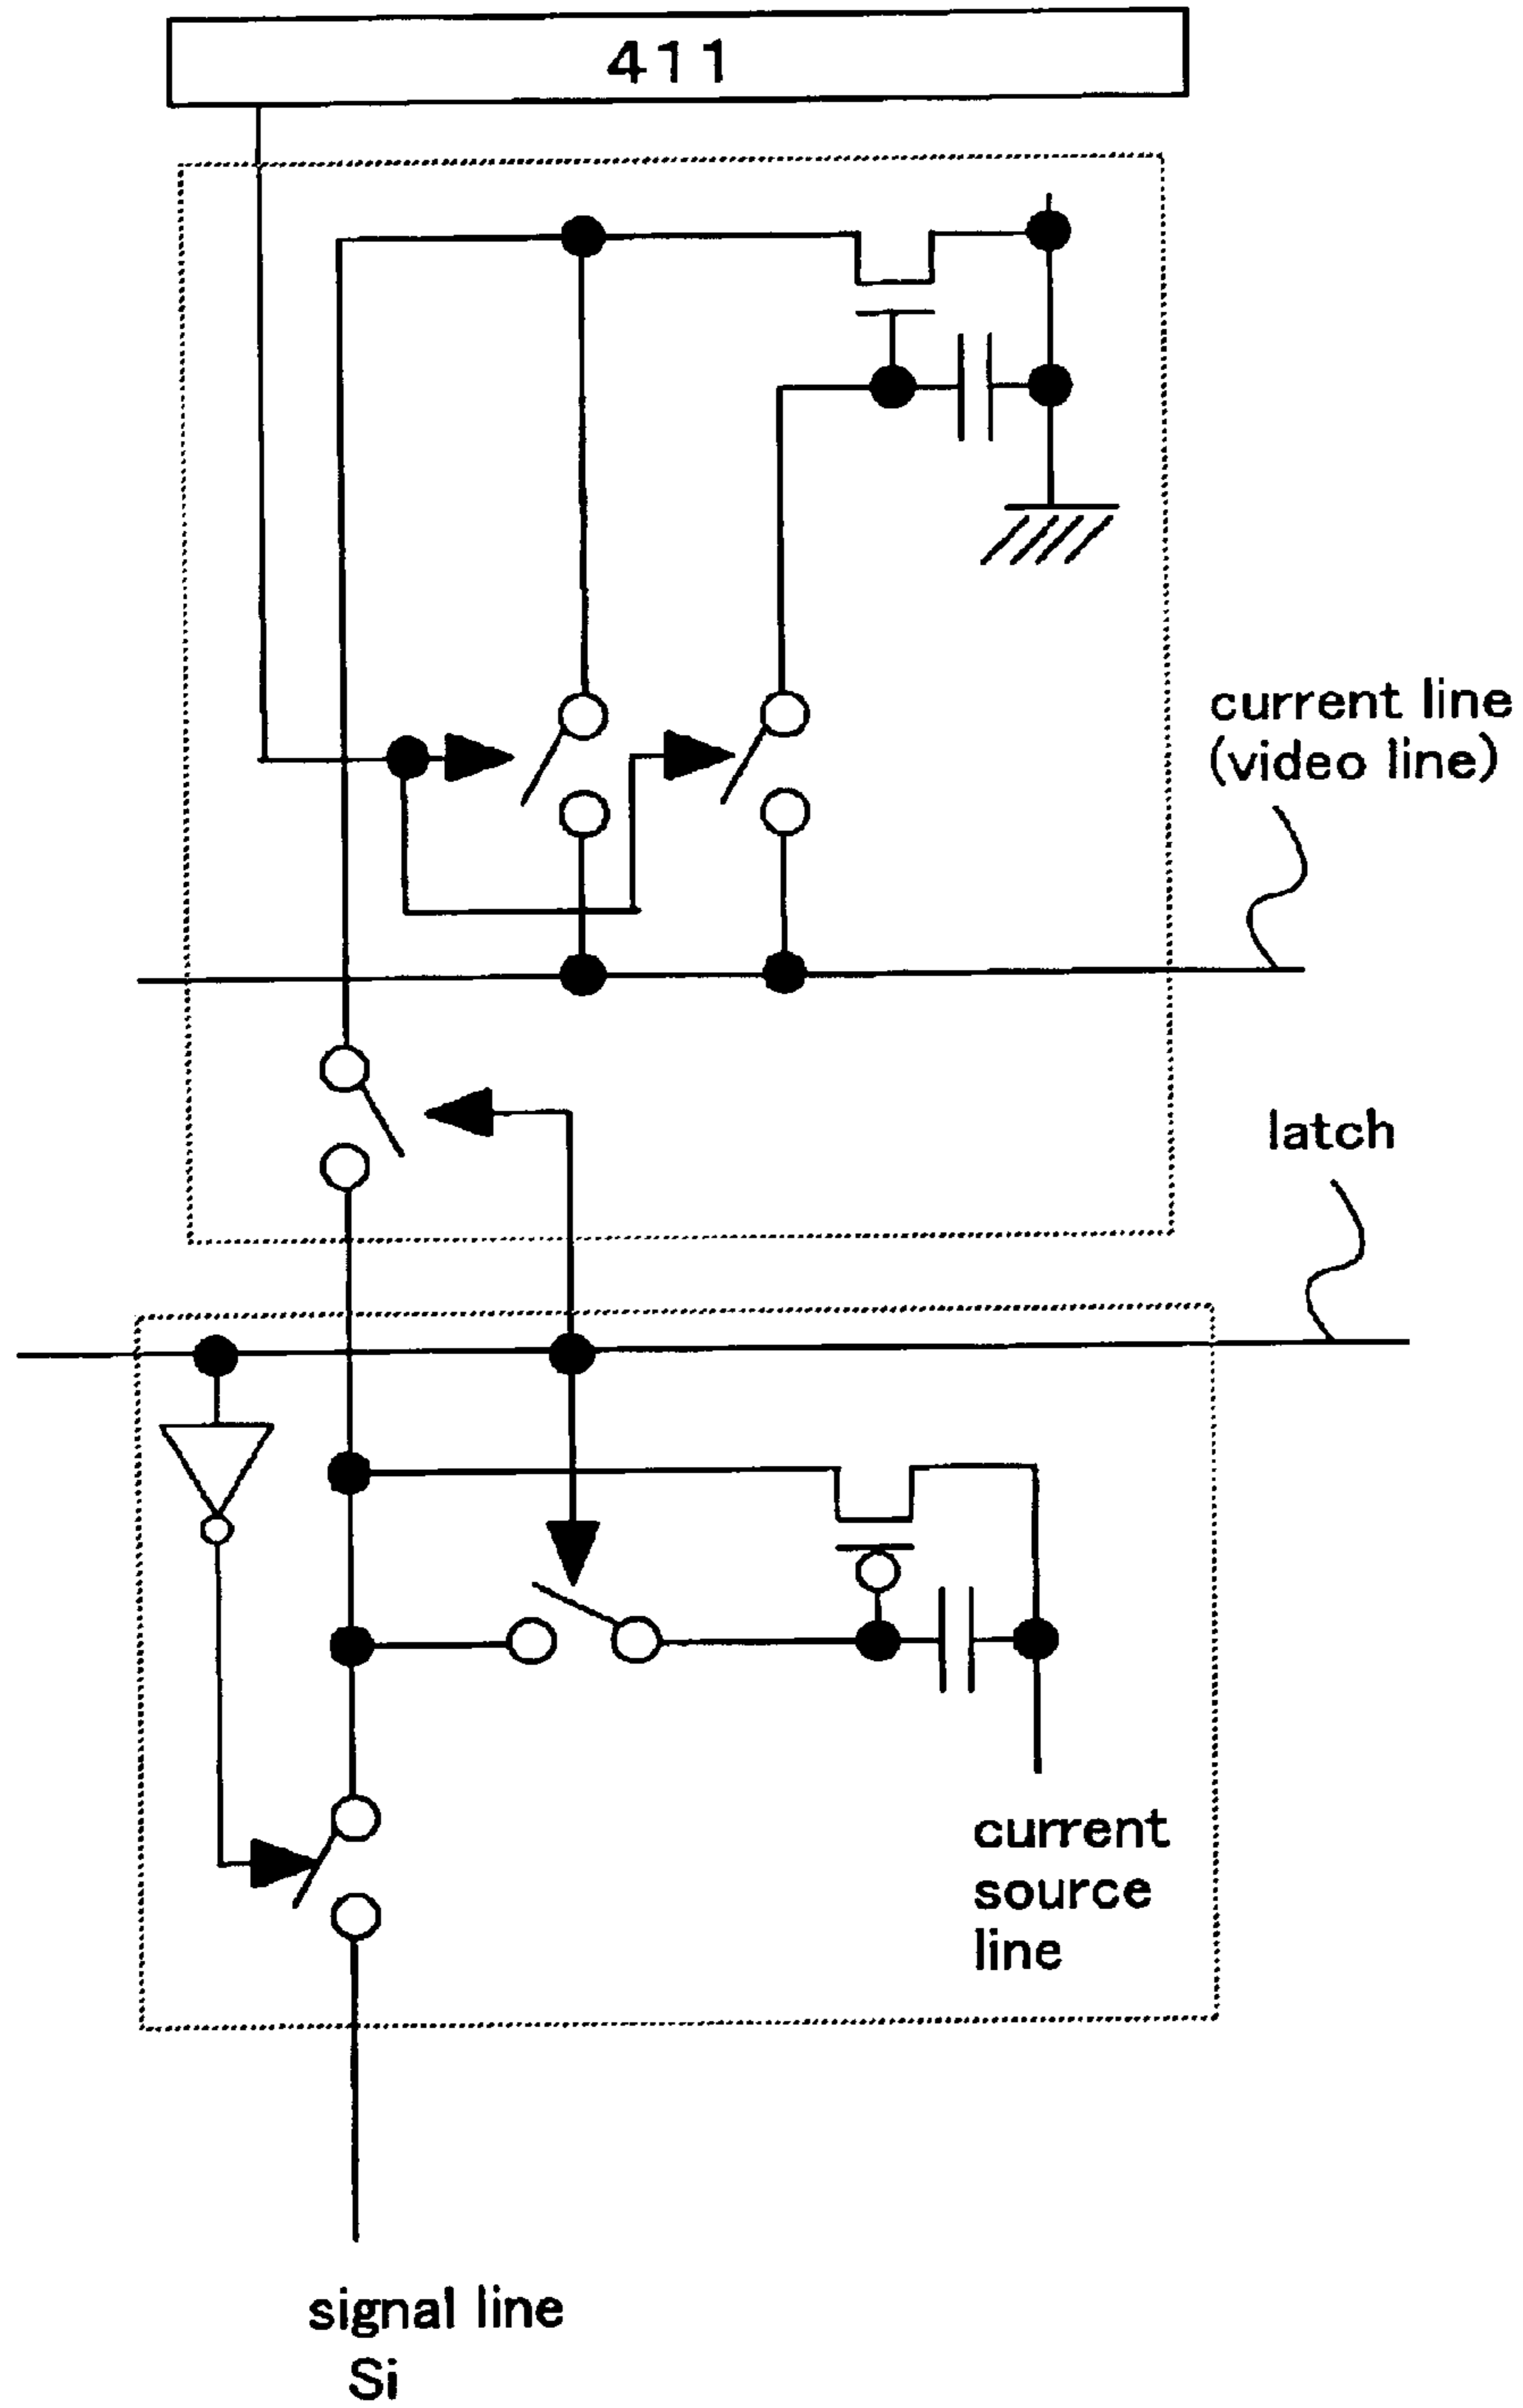 411
current line
(video line)
latch
current
source
line
signal line
Si